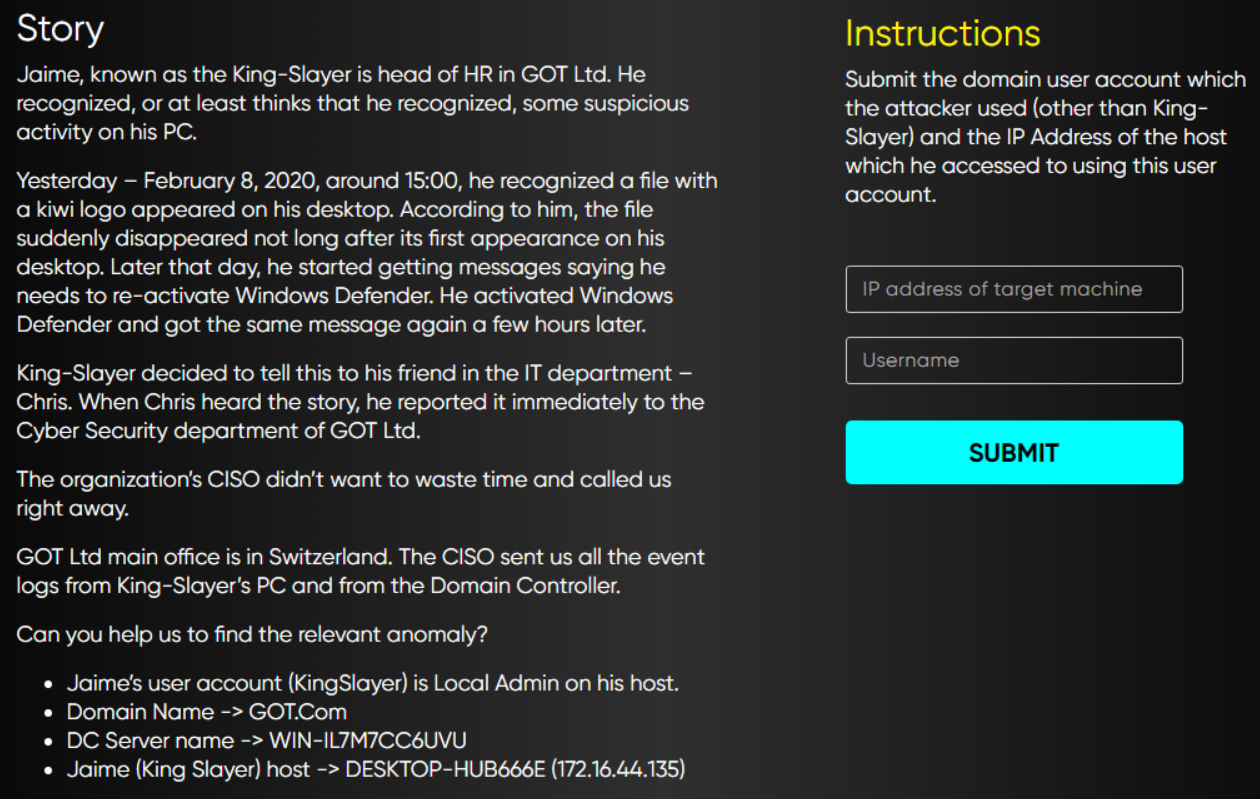 Story
Jaime, known as the King-Slayer is head of HR in GOT Ltd. He
recognized, or at least thinks that he recognized, some suspicious
activity on his PC.
Yesterday – February 8, 2020, around 15:00, he recognized a file with
a kiwi logo appeared on his desktop. According to him, the file
suddenly disappeared not long after its first appearance on his
desktop. Later that day, he started getting messages saying he
needs to re-activate Windows Defender. He activated Windows
Defender and got the same message again a few hours later.
King-Slayer decided to tell this to his friend in the IT department –
Chris. When Chris heard the story, he reported it immediately to the
Cyber Security department of GOT Ltd.
The organization's CISO didn't want to waste time and called us
right away.
GOT Ltd main office is in Switzerland. The CISO sent us all the event
logs from King-Slayer's PC and from the Domain Controller.
Can you help us to find the relevant anomaly?
• Jaime's user account (KingSlayer) is Local Admin on his host.
• Domain Name -> GOT.Com
• DC Server name -> WIN-IL7M7CC6UVU
• Jaime (King Slayer) host -> DESKTOP-HUB666E (172.16.44.135)
Instructions
Submit the domain user account which
the attacker used (other than King-
Slayer) and the IP Address of the host
which he accessed to using this user
account.
IP address of target machine
Username
SUBMIT